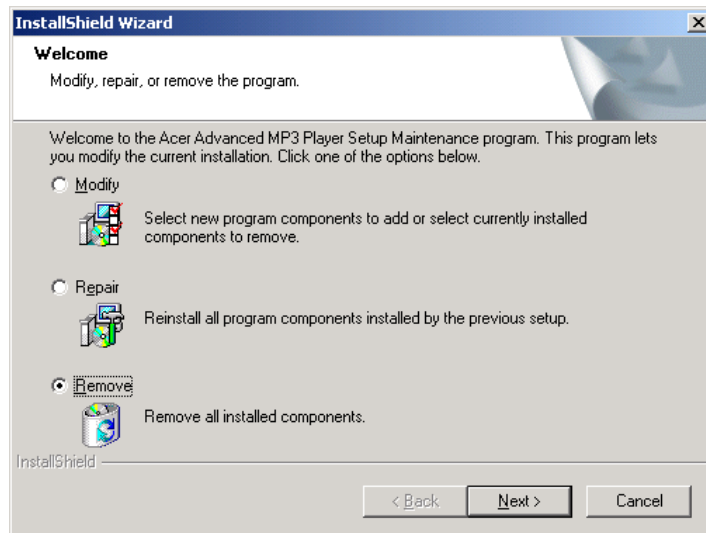 InstallShield Wizard
Welcome
Modify, repair, or remove the program.
Welcome to the Acer Advanced MP3 Player Setup Maintenance program. This program lets
you modify the current installation. Click one of the options below.
Modify
Select new program components to add or select currently installed
components to remove.
Repair
Reinstall all program components installed by the previous setup.
Remove
Remove all installed components.
InstallShield
< Back
Next >
Cancel